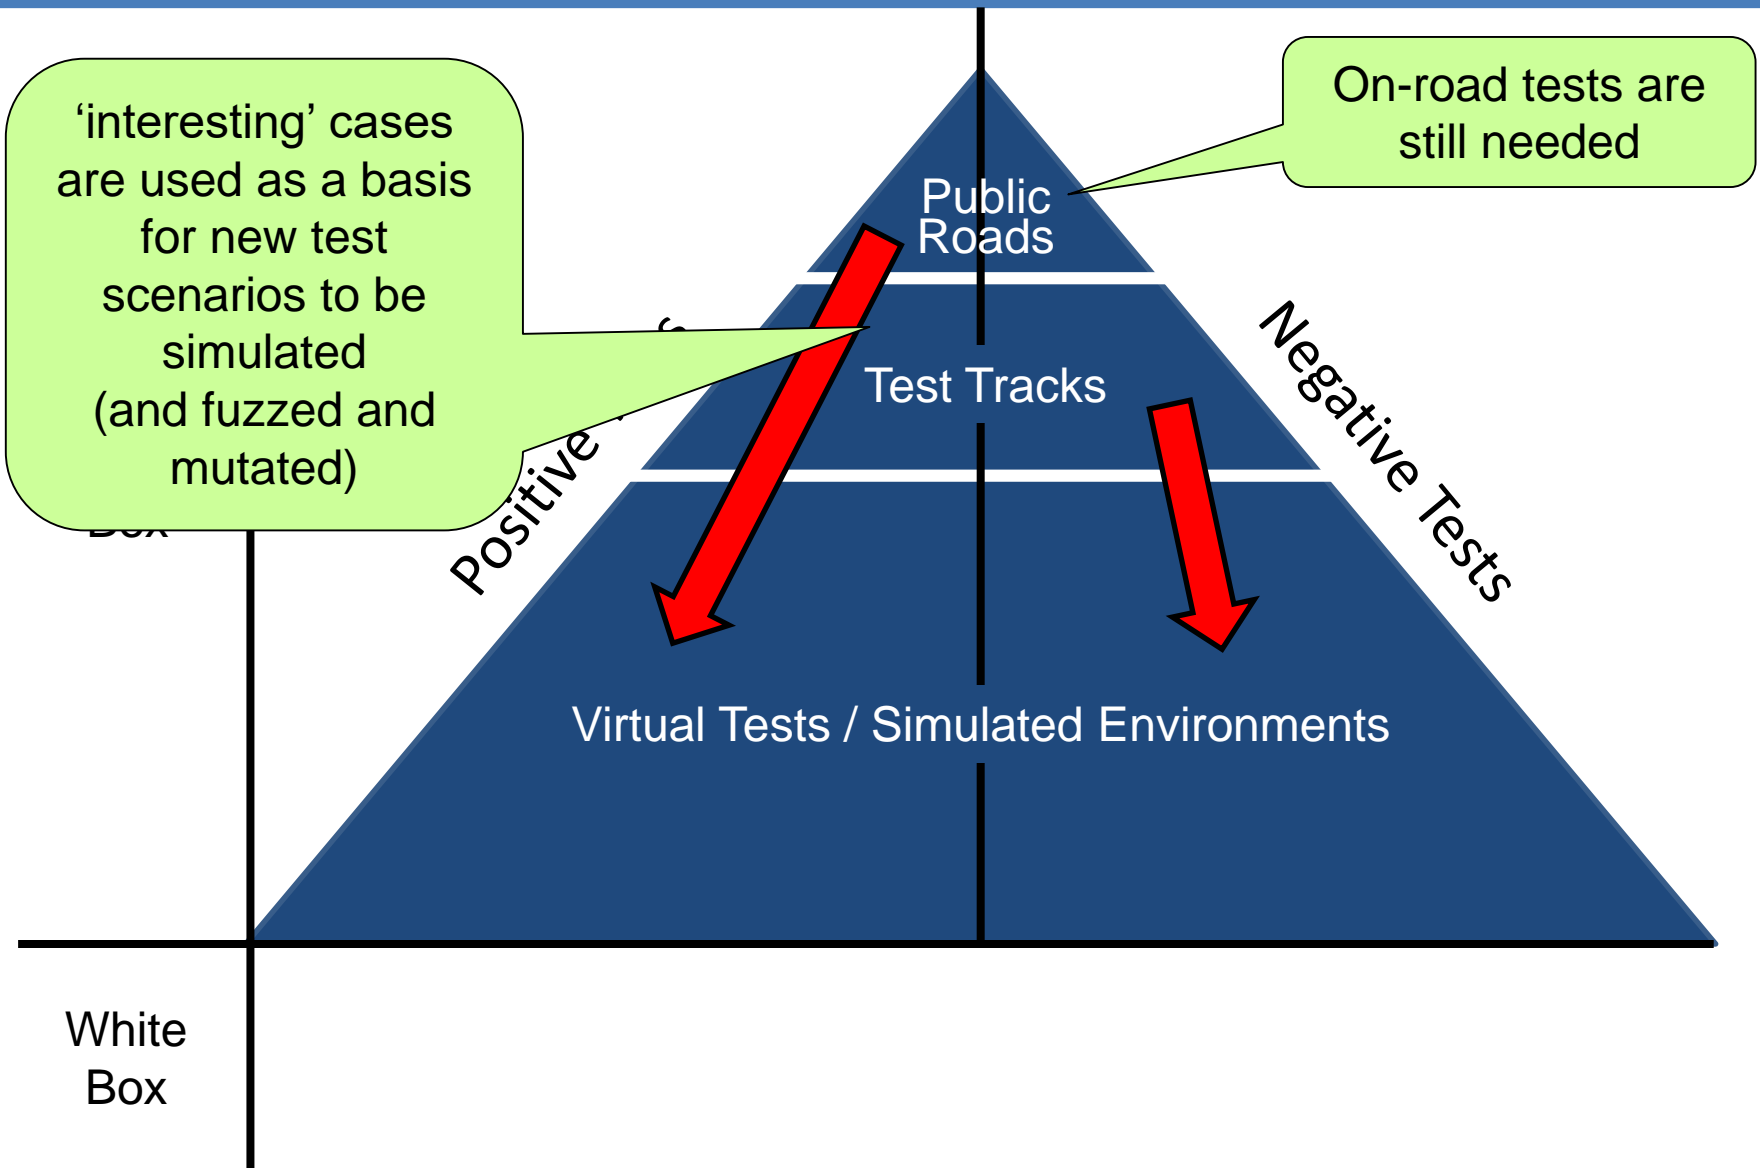 ‘interesting’ cases
are used as a basis
for new test
scenarios to be
simulated
(and fuzzed and
mutated)
On-road tests are
still needed
Public
Roads
Test Tracks
Positive
Negative Tests
Virtual Tests / Simulated Environments
Box
White
Box